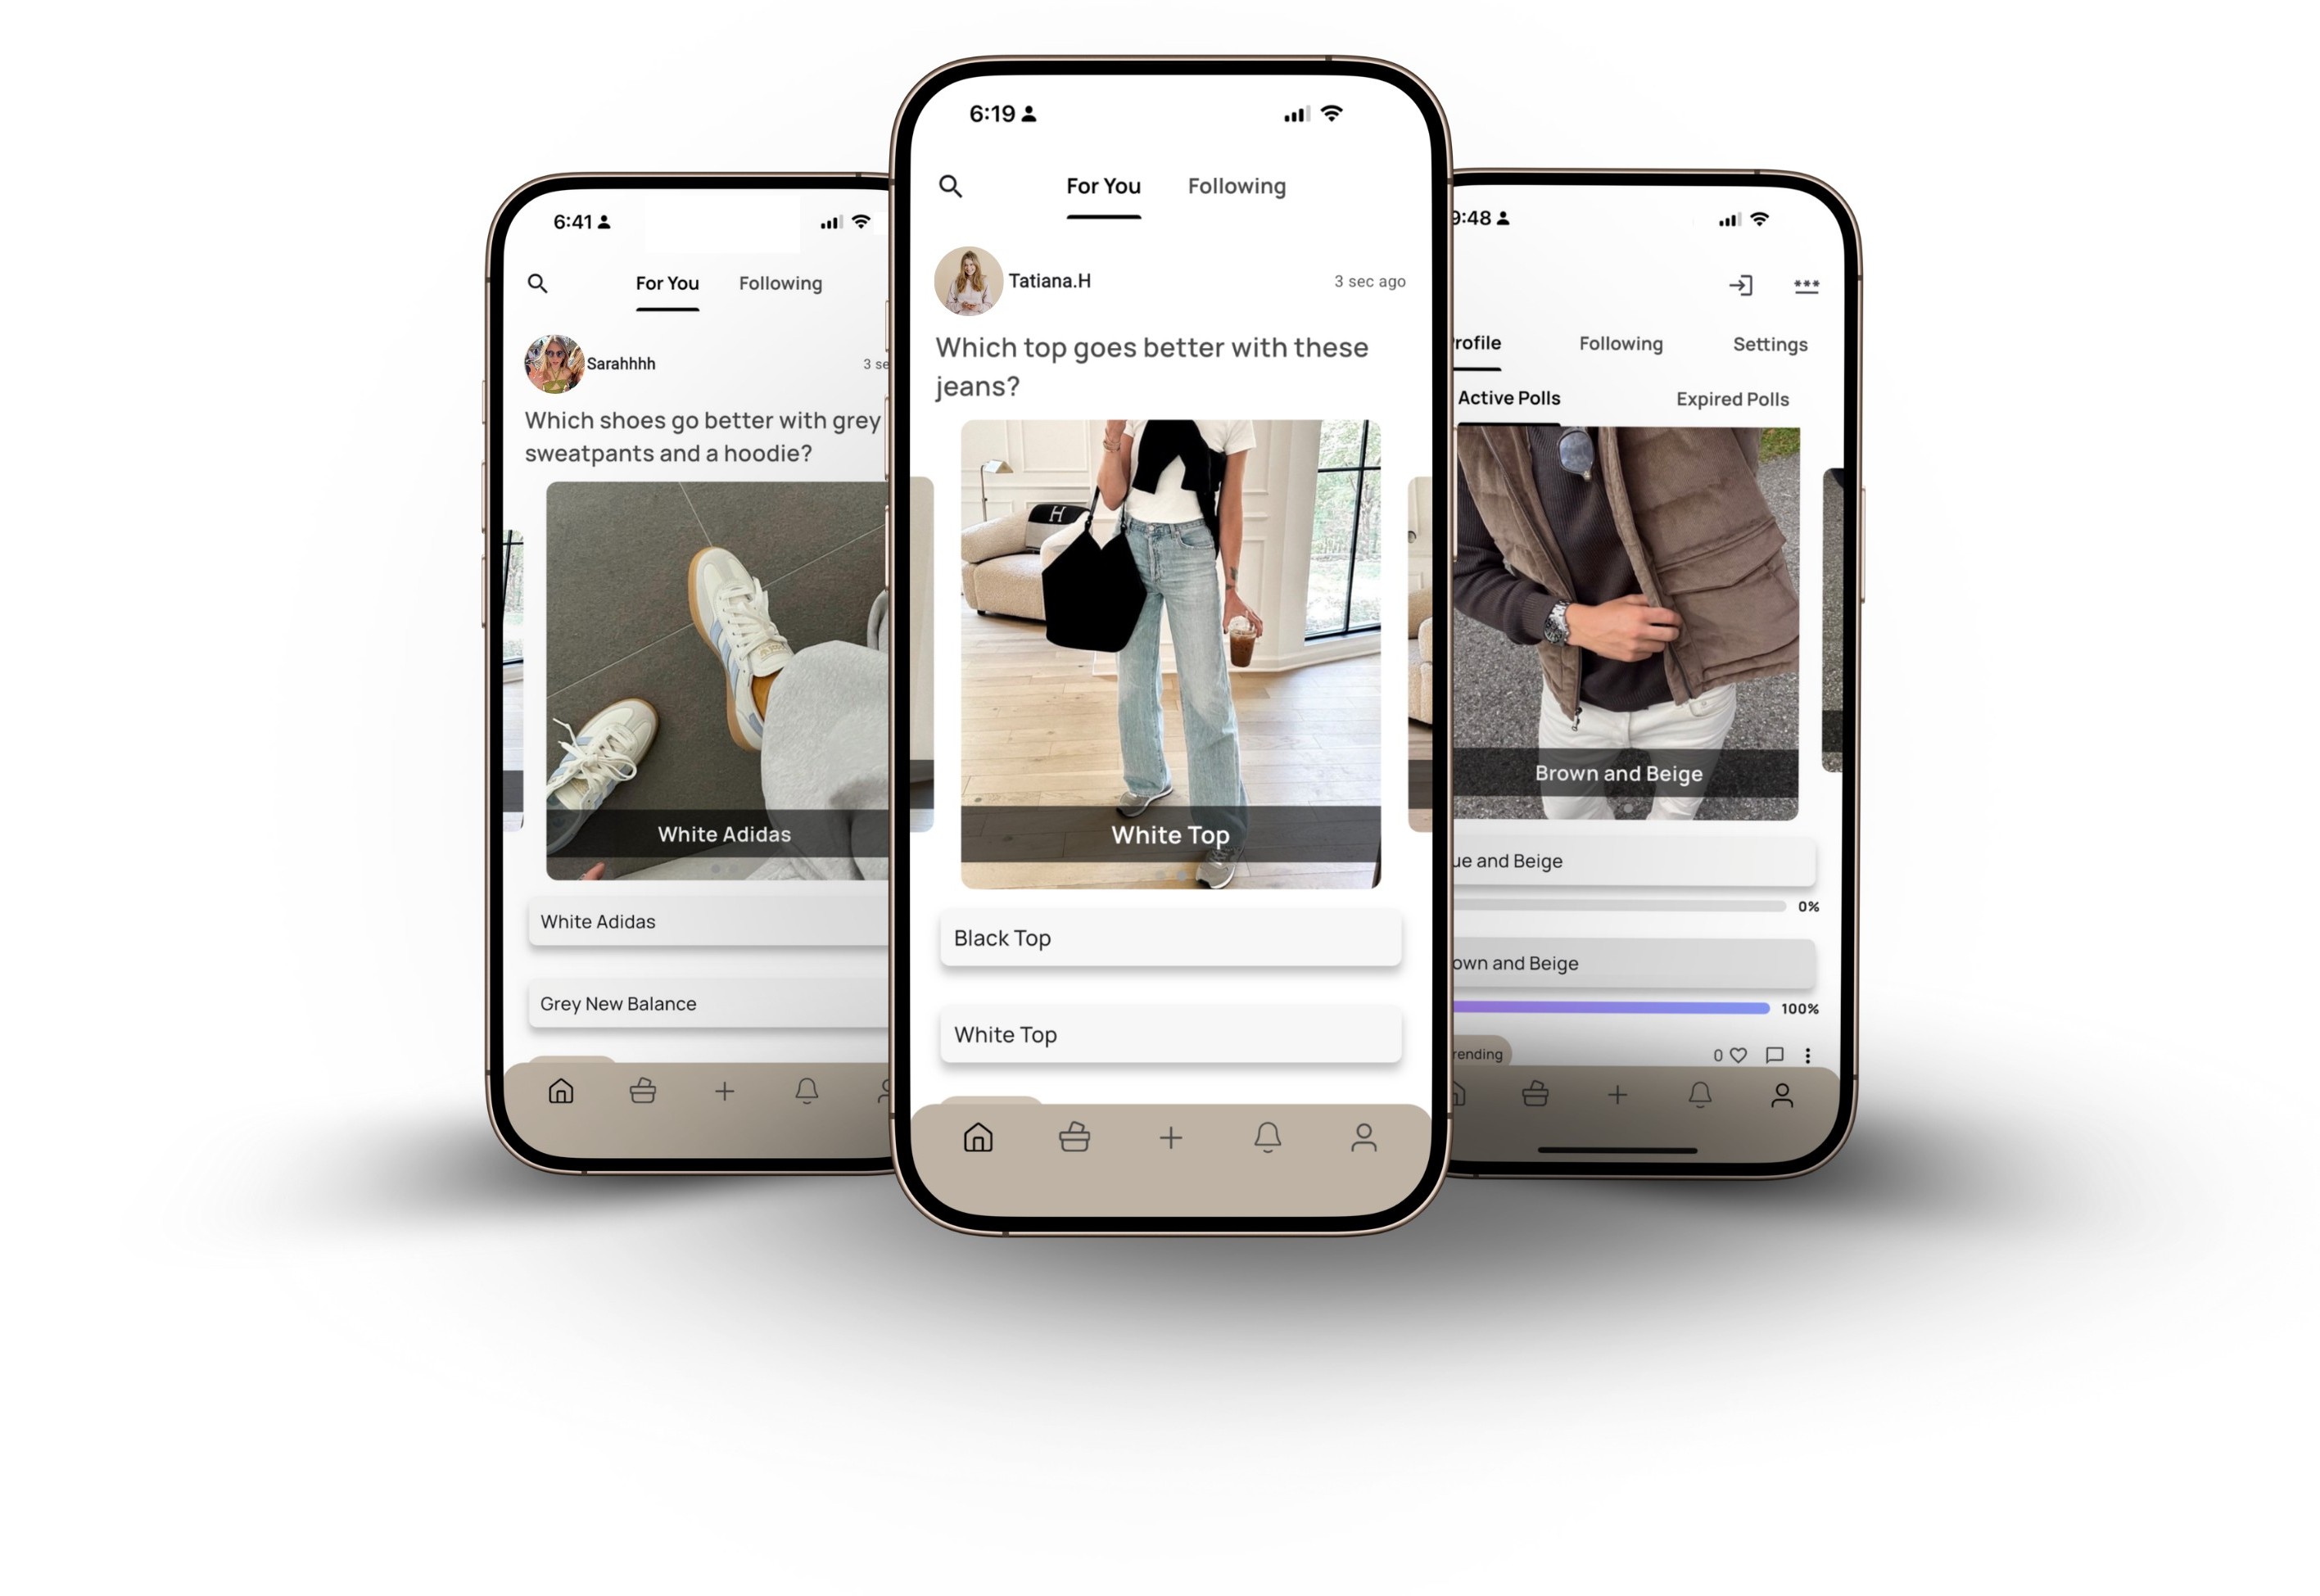 6:41
For You Following
Sarahhhh
3 se
Which shoes go better with grey
sweatpants and a hoodie?
White Adidas
White Adidas
Grey New Balance
6:19
For You Following
Tatiana.H 3 sec ago
Which top goes better with these
jeans?
H
White Top
Black Top
White Top
9:48
rofile Following Settings
Active Polls Expired Polls
Brown and Beige
ue and Beige
0%
own and Beige
100%
rending 0